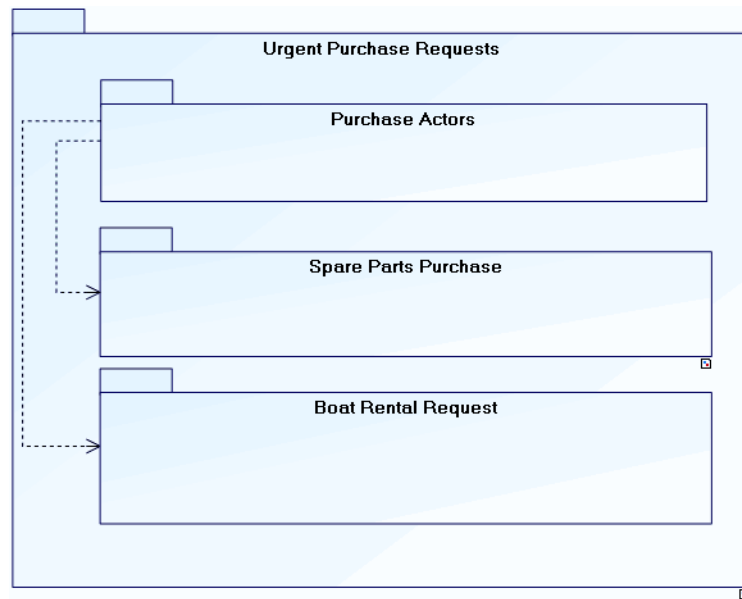 Urgent Purchase Requests
Purchase Actors
Spare Parts Purchase
Boat Rental Request